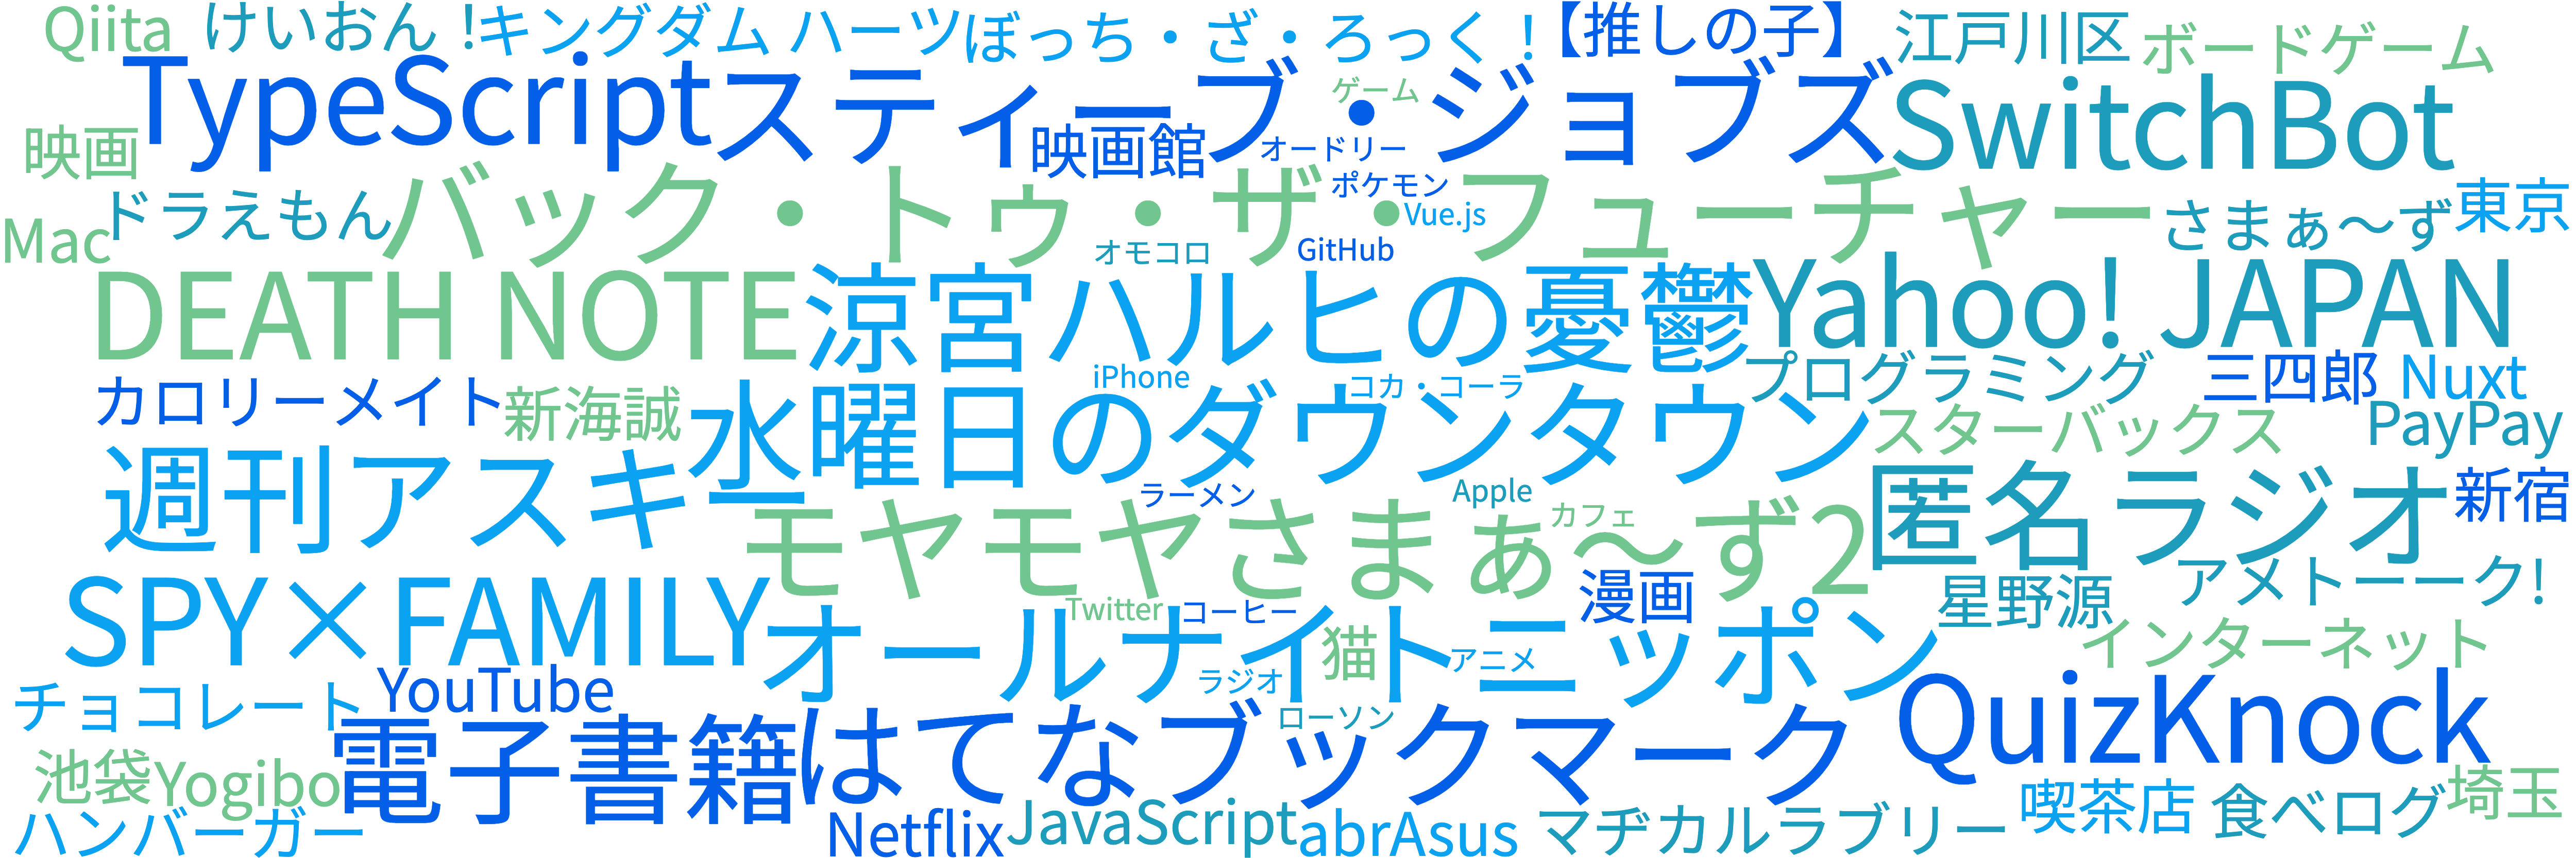 Qiita
けいおん！
キングダム ハーツ
ぼっち・ざ・ろっく！
【推しの子】
江戸川区
ボードゲーム
TypeScript
スティーブ・ジョブズ
ゲーム
SwitchBot
映画
映画館
オードリー
ドラえもん
バック・トゥ・ザ・フューチャー
ポケモン
Vue.js
さまぁ〜ず
東京
Mac
オモコロ
GitHub
DEATH NOTE
涼宮ハルヒの憂鬱
Yahoo! JAPAN
カロリーメイト
新海誠
iPhone
コカ・コーラ
プログラミング
三四郎
Nuxt
水曜日のダウンタウン
スターバックス
PayPay
週刊アスキー
ラーメン
Apple
カフェ
匿名ラジオ
新宿
モヤモヤさまぁ〜ず2
SPY×FAMILY
Twitter
コーヒー
漫画
星野源
アメトーーク!
オールナイトニッポン
猫
アニメ
インターネット
チョコレート
YouTube
ラジオ
ローソン
QuizKnock
電子書籍
はてなブックマーク
池袋
Yogibo
ハンバーガー
Netflix
JavaScript
abrAsus
マヂカルラブリー
喫茶店
食べログ
埼玉